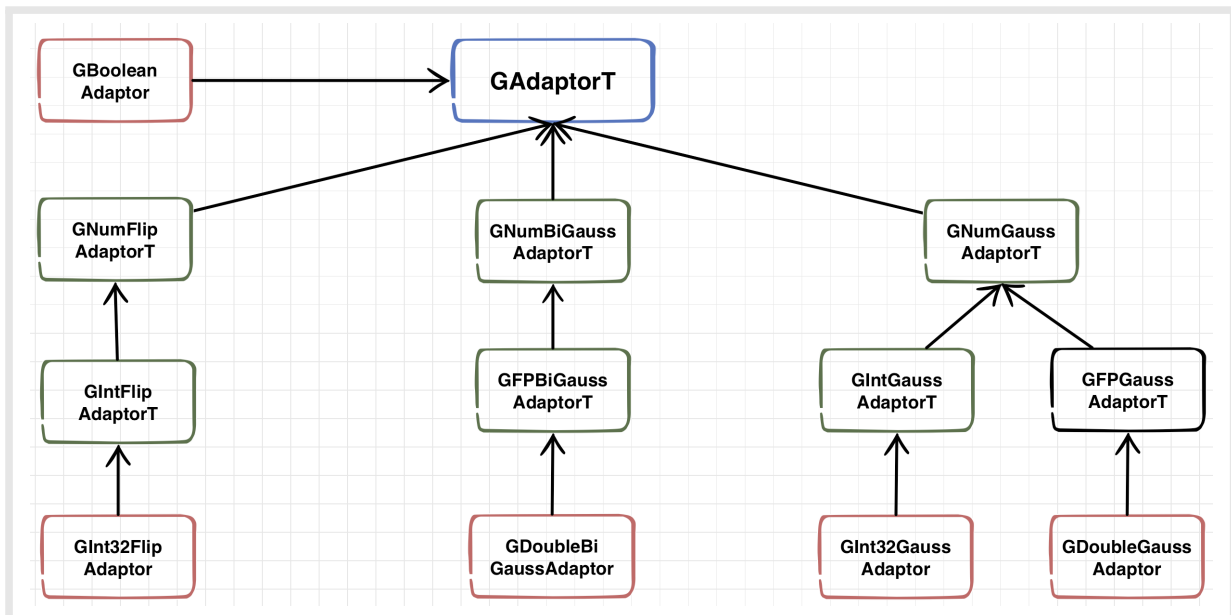 GBoolean
Adaptor
GAdaptorT
GNumFlip
AdaptorT
GNumBiGauss
AdaptorT
GNumGauss
AdaptorT
GIntFlip
AdaptorT
GFPBiGauss
AdaptorT
GIntGauss
AdaptorT
GFPGauss
AdaptorT
GInt32Flip
Adaptor
GDoubleBi
GaussAdaptor
GInt32Gauss
Adaptor
GDoubleGauss
Adaptor